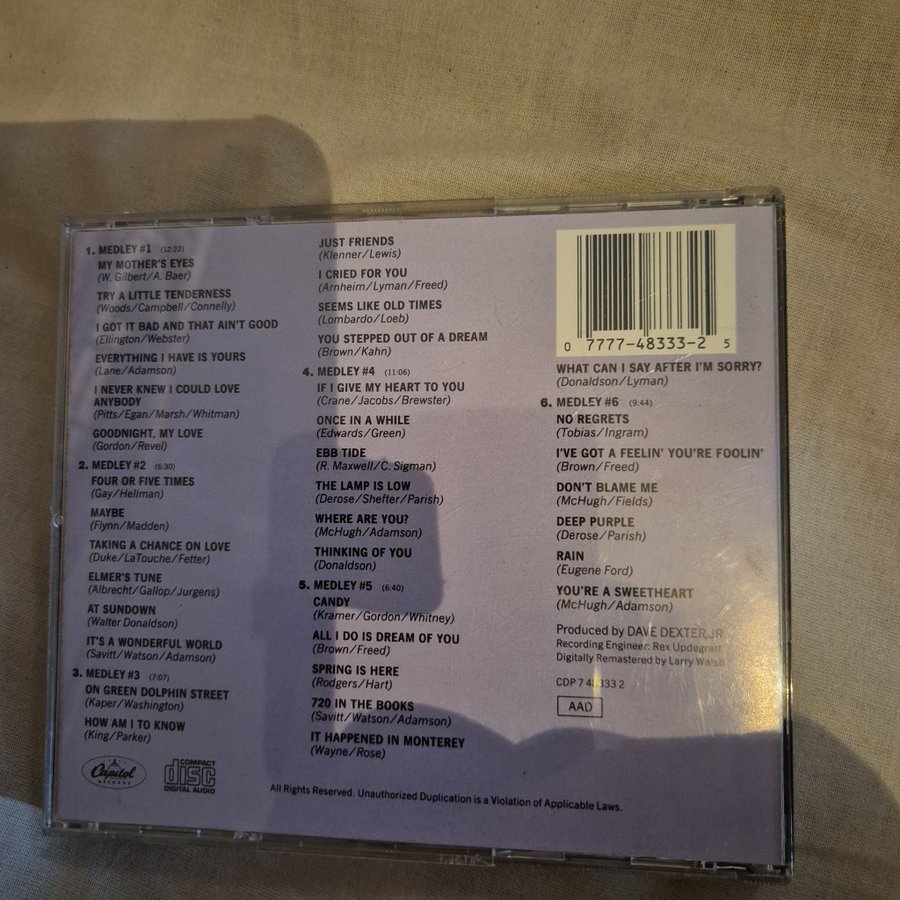 1. MEDLEY #1 (12:22)
MY MOTHER'S EYES
(W. Gilbert/A. Baer)
TRY A LITTLE TENDERNESS
(Woods/Campbell/Connelly)
I GOT IT BAD AND THAT AIN'T GOOD
(Ellington/Webster)
EVERYTHING I HAVE IS YOURS
(Lane/Adamson)
I NEVER KNEW I COULD LOVE
ANYBODY
(Pitts/Egan/Marsh/Whitman)
GOODNIGHT, MY LOVE
(Gordon/Revel)
2. MEDLEY #2 (6:30)
FOUR OR FIVE TIMES
(Gay/Hellman)
MAYBE
(Flynn/Madden)
TAKING A CHANCE ON LOVE
(Duke/LaTouche/Fetter)
ELMER'S TUNE
(Albrecht/Gallop/Jurgens)
AT SUNDOWN
(Walter Donaldson)
IT'S A WONDERFUL WORLD
(Savitt/Watson/Adamson)
3. MEDLEY #3 (7:07)
ON GREEN DOLPHIN STREET
(Kaper/Washington)
HOW AM I TO KNOW
(King/Parker)
JUST FRIENDS
(Klenner/Lewis)
I CRIED FOR YOU
(Arnheim/Lyman/Freed)
SEEMS LIKE OLD TIMES
(Lombardo/Loeb)
YOU STEPPED OUT OF A DREAM
(Brown/Kahn)
4. MEDLEY #4 (11:06)
IF I GIVE MY HEART TO YOU
(Crane/Jacobs/Brewster)
ONCE IN A WHILE
(Edwards/Green)
EBB TIDE
(R. Maxwell/C. Sigman)
THE LAMP IS LOW
(Derose/Shefter/Parish)
WHERE ARE YOU?
(McHugh/Adamson)
THINKING OF YOU
(Donaldson)
5. MEDLEY #5 (6:40)
CANDY
(Kramer/Gordon/Whitney)
ALL I DO IS DREAM OF YOU
(Brown/Freed)
SPRING IS HERE
(Rodgers/Hart)
720 IN THE BOOKS
(Savitt/Watson/Adamson)
IT HAPPENED IN MONTEREY
(Wayne/Rose)
0 7777-48333-2 5
WHAT CAN I SAY AFTER I'M SORRY?
(Donaldson/Lyman)
6. MEDLEY #6 (9:44)
NO REGRETS
(Tobias/Ingram)
I'VE GOT A FEELIN' YOU'RE FOOLIN'
(Brown/Freed)
DON'T BLAME ME
(McHugh/Fields)
DEEP PURPLE
(Derose/Parish)
RAIN
(Eugene Ford)
YOU'RE A SWEETHEART
(McHugh/Adamson)
Produced by DAVE DEXTER, JR.
Recording Engineer: Rex Updegraft
Digitally Remastered by Larry Walsh
CDP 7 48333 2
AAD
Capitol
RECORDS
COMPACT
disc
DIGITAL AUDIO
All Rights Reserved. Unauthorized Duplication is a Violation of Applicable Laws.